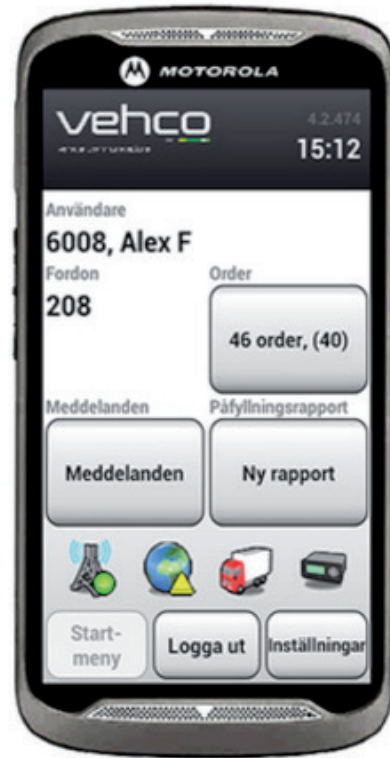 MOTOROLA
vehco
4.2.474
15:12
Användare
6008, Alex F
Fordon
Order
208
46 order, (40)
Meddelanden
Påfyllningsrapport
Meddelanden
Ny rapport
Start-
meny
Logga ut
Inställningar